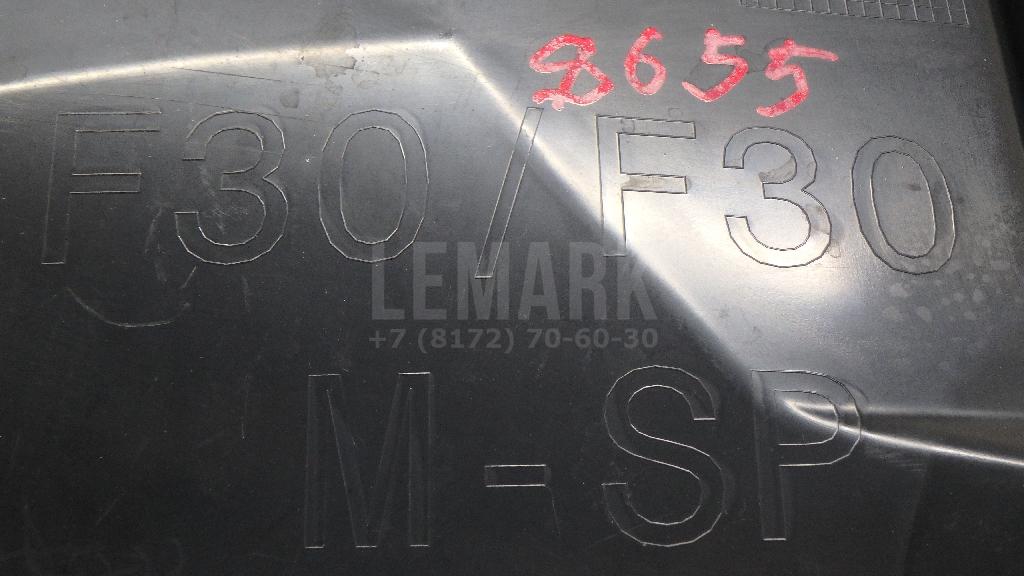 8655
F30/F30
LEMARK
+7 (8172) 70-60-30
M-SP